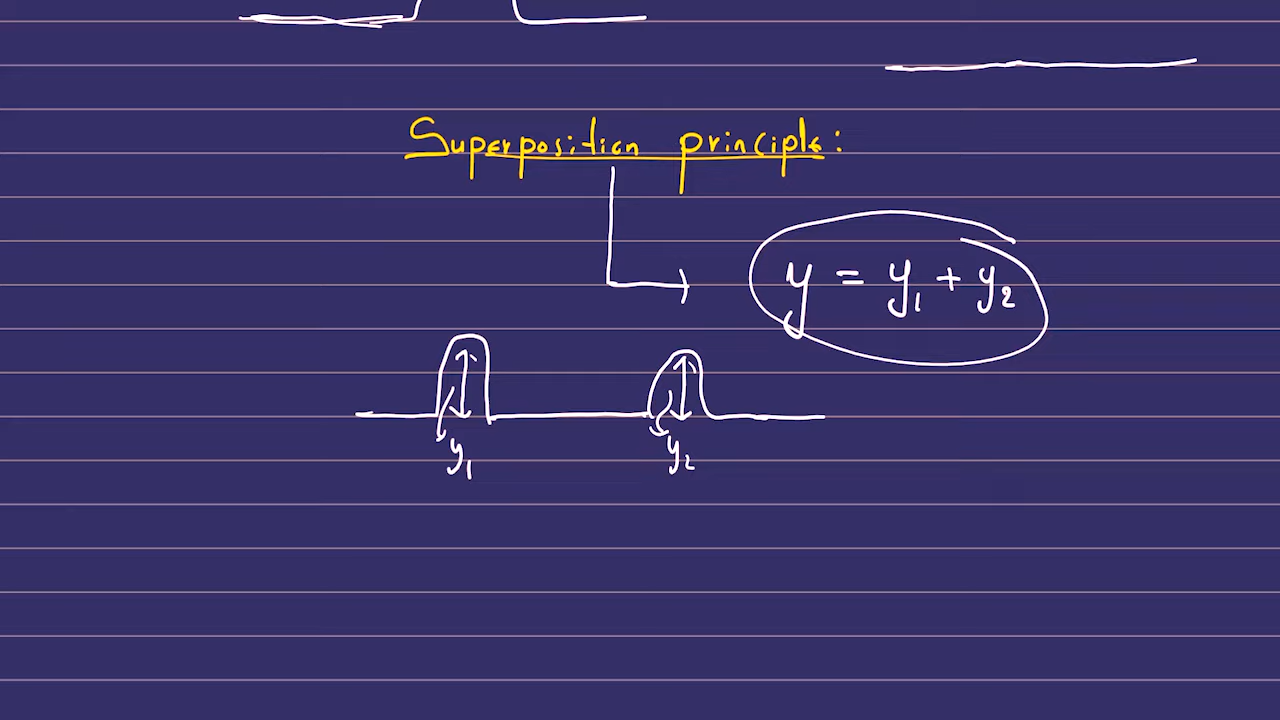 Superposition principle:
y = y₁ + y₂
y₁
y₂